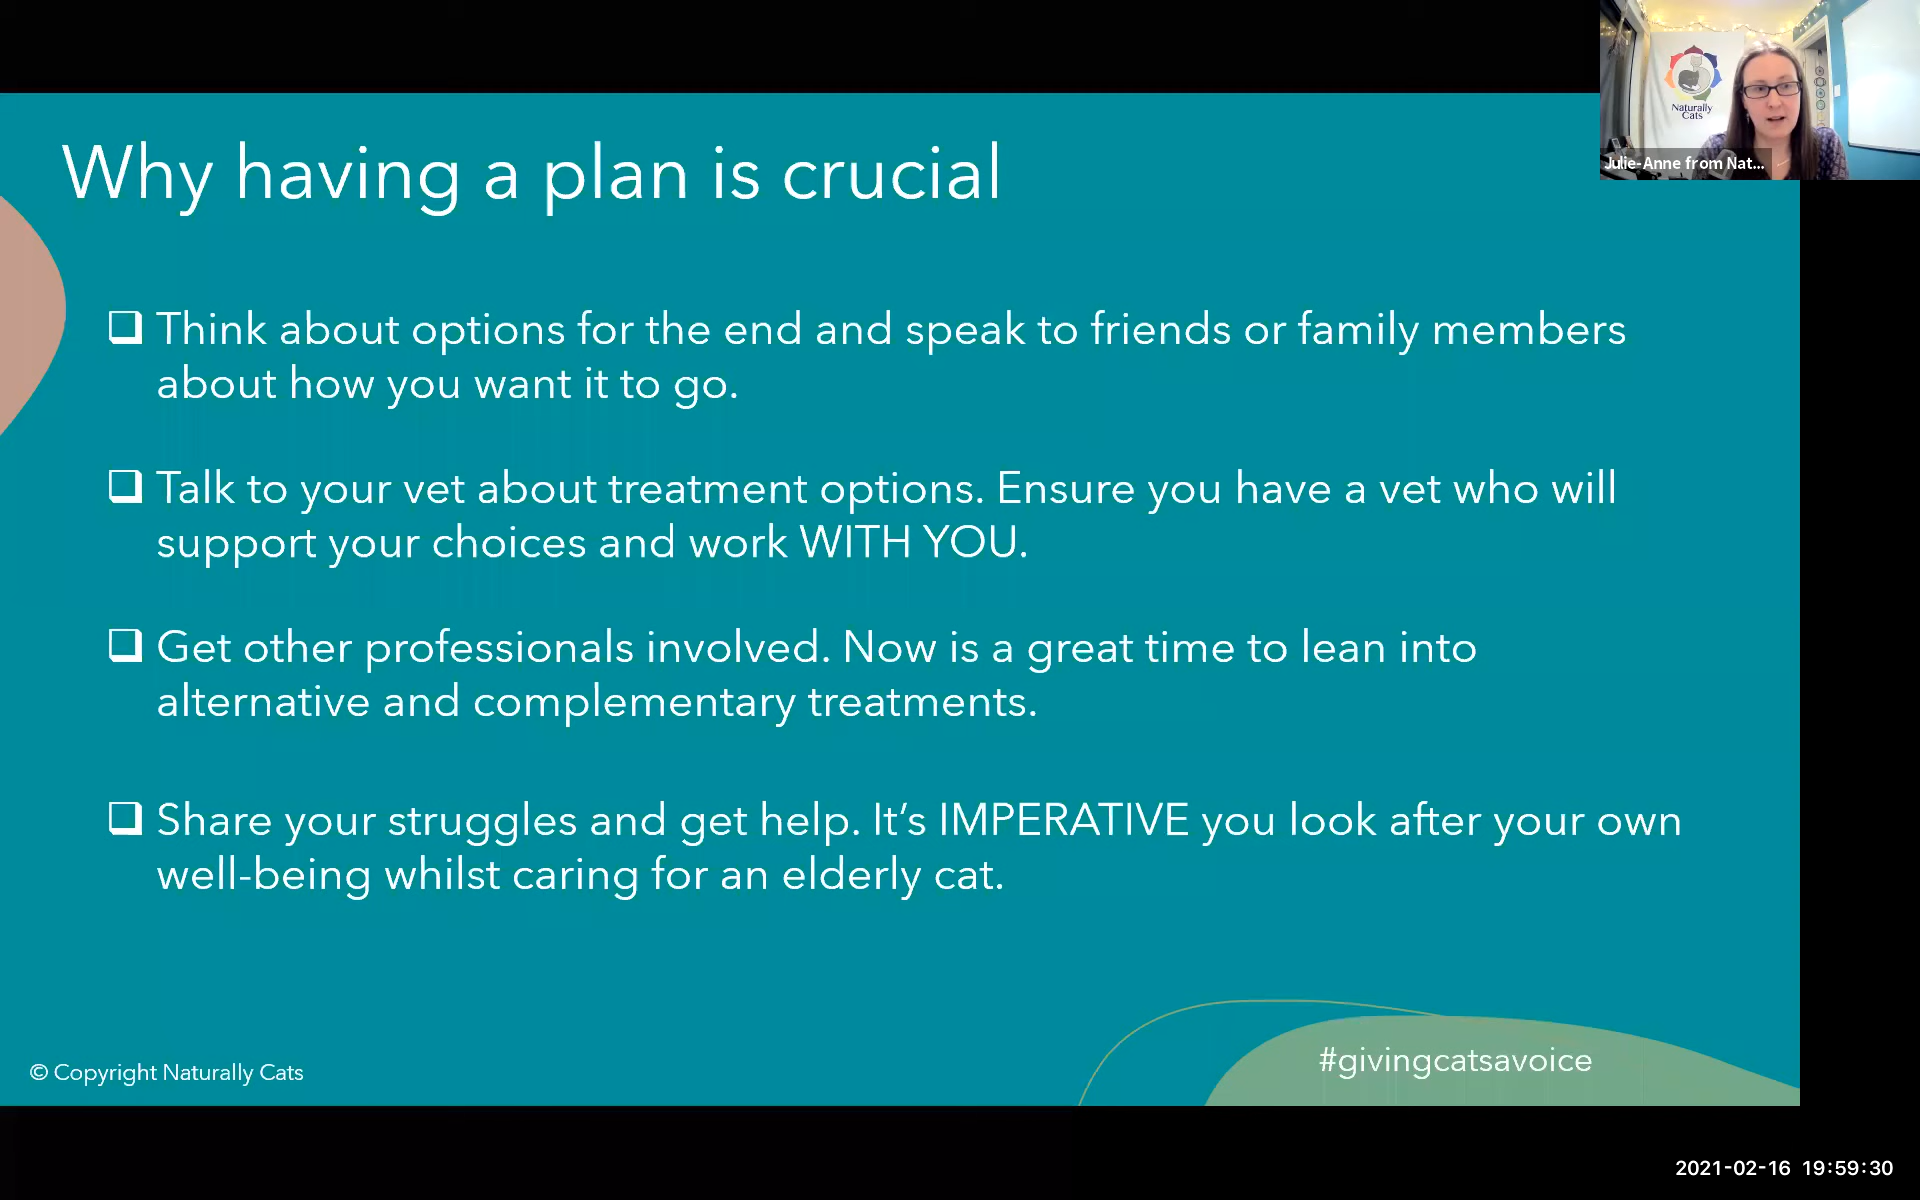 Naturally
Cats
Julie-Anne from Nat...
Why having a plan is crucial
❑ Think about options for the end and speak to friends or family members
about how you want it to go.
❑ Talk to your vet about treatment options. Ensure you have a vet who will
support your choices and work WITH YOU.
❑ Get other professionals involved. Now is a great time to lean into
alternative and complementary treatments.
❑ Share your struggles and get help. It’s IMPERATIVE you look after your own
well-being whilst caring for an elderly cat.
#givingcatsavoice
© Copyright Naturally Cats
2021-02-16 19:59:30